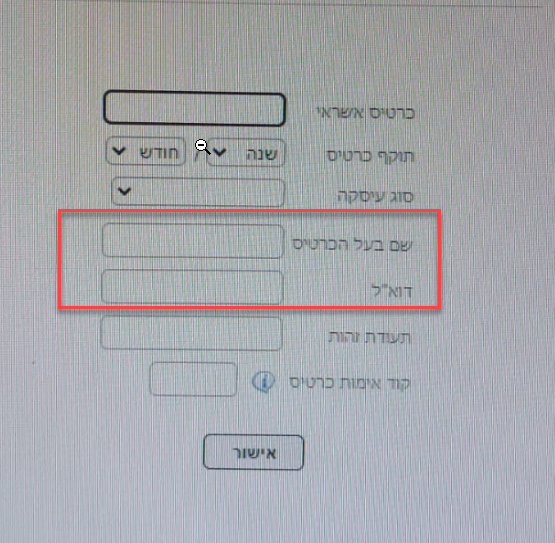 כרטיס אשראי
תוקף כרטיס שנה / חודש
סוג עיסקה
שם בעל הכרטיס
דוא"ל
תעודת זהות
קוד אימות כרטיס
אישור